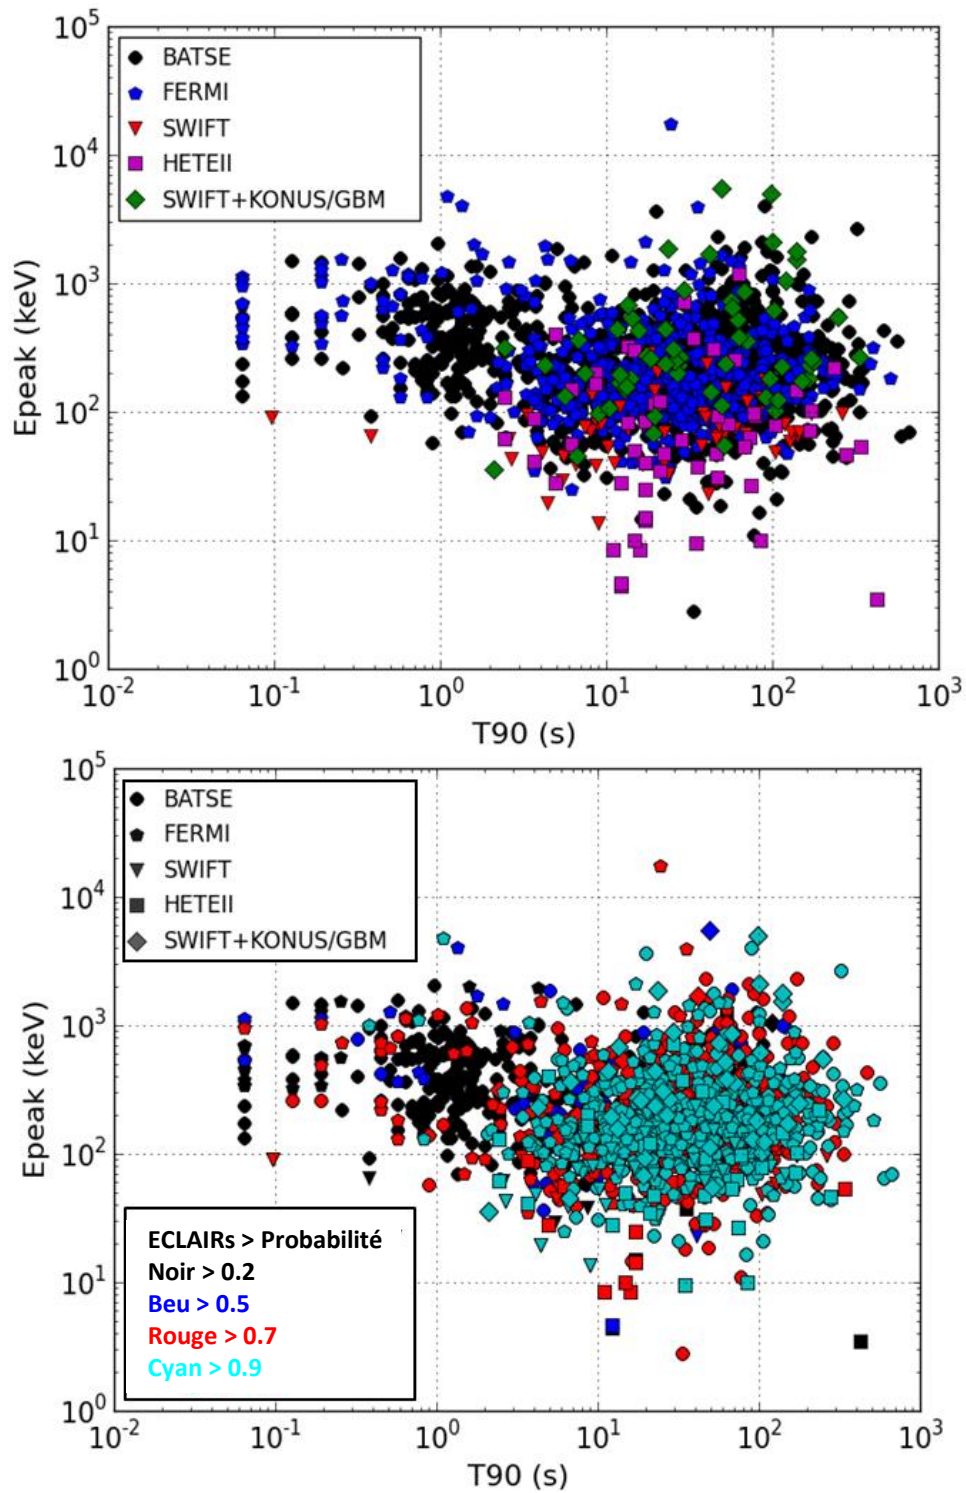 10^5
BATSE
FERMI
SWIFT
HETEII
SWIFT+KONUS/GBM
10^4
10^3
10^2
10^1
10^0
Epeak (keV)
10^-2 10^-1 10^0 10^1 10^2 10^3
T90 (s)
10^5
BATSE
FERMI
SWIFT
HETEII
SWIFT+KONUS/GBM
10^4
10^3
10^2
10^1
10^0
Epeak (keV)
ECLAIRs > Probabilité
Noir > 0.2
Beu > 0.5
Rouge > 0.7
Cyan > 0.9
10^-2 10^-1 10^0 10^1 10^2 10^3
T90 (s)